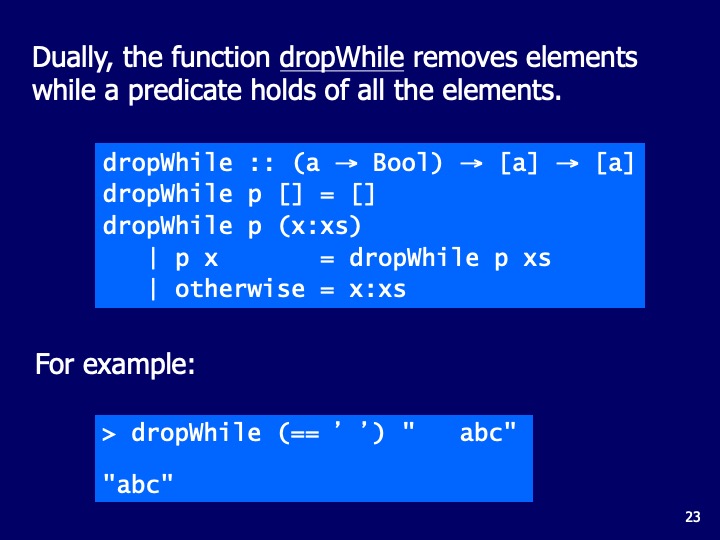 Dually, the function dropWhile removes elements
while a predicate holds of all the elements.
dropWhile :: (a → Bool) → [a] → [a]
dropWhile p [] = []
dropWhile p (x:xs)
   | p x       = dropWhile p xs
   | otherwise = x:xs
For example:
> dropWhile (== ’ ’) "   abc"
"abc"
23